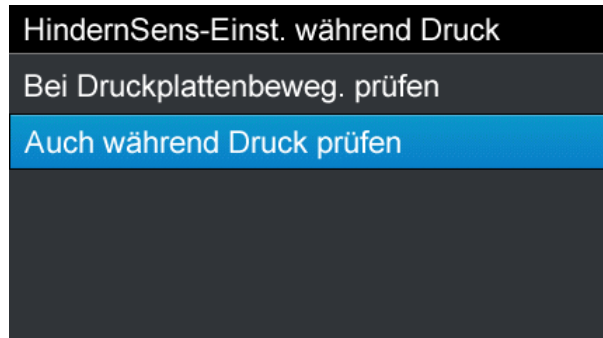 HindernSens-Einst. während Druck
Bei Druckplattenbeweg. prüfen
Auch während Druck prüfen